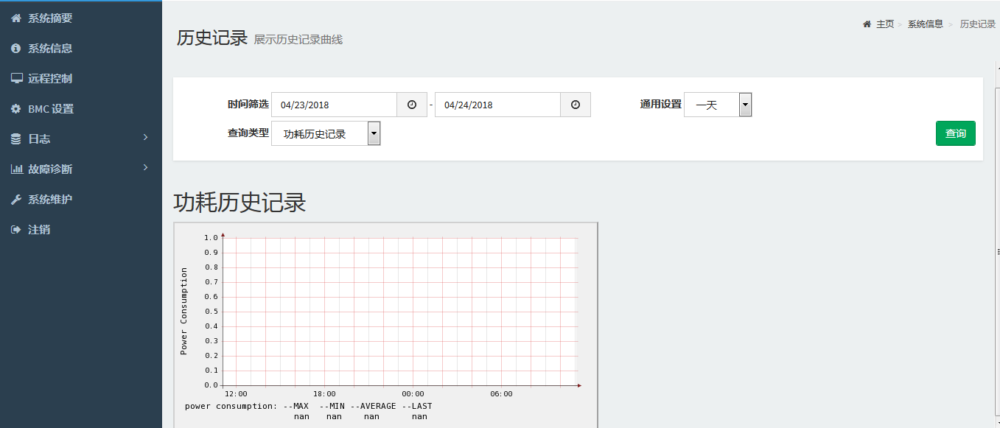 系统摘要
系统信息
远程控制
BMC 设置
日志
故障诊断
系统维护
注销
主页 > 系统信息 > 历史记录
历史记录 展示历史记录曲线
时间筛选 04/23/2018 - 04/24/2018 通用设置 一天
查询类型 功耗历史记录 查询
功耗历史记录
Power Consumption
1.0
0.9
0.8
0.7
0.6
0.5
0.4
0.3
0.2
0.1
0.0
12:00 18:00 00:00 06:00
power consumption: --MAX --MIN --AVERAGE --LAST
nan nan nan nan